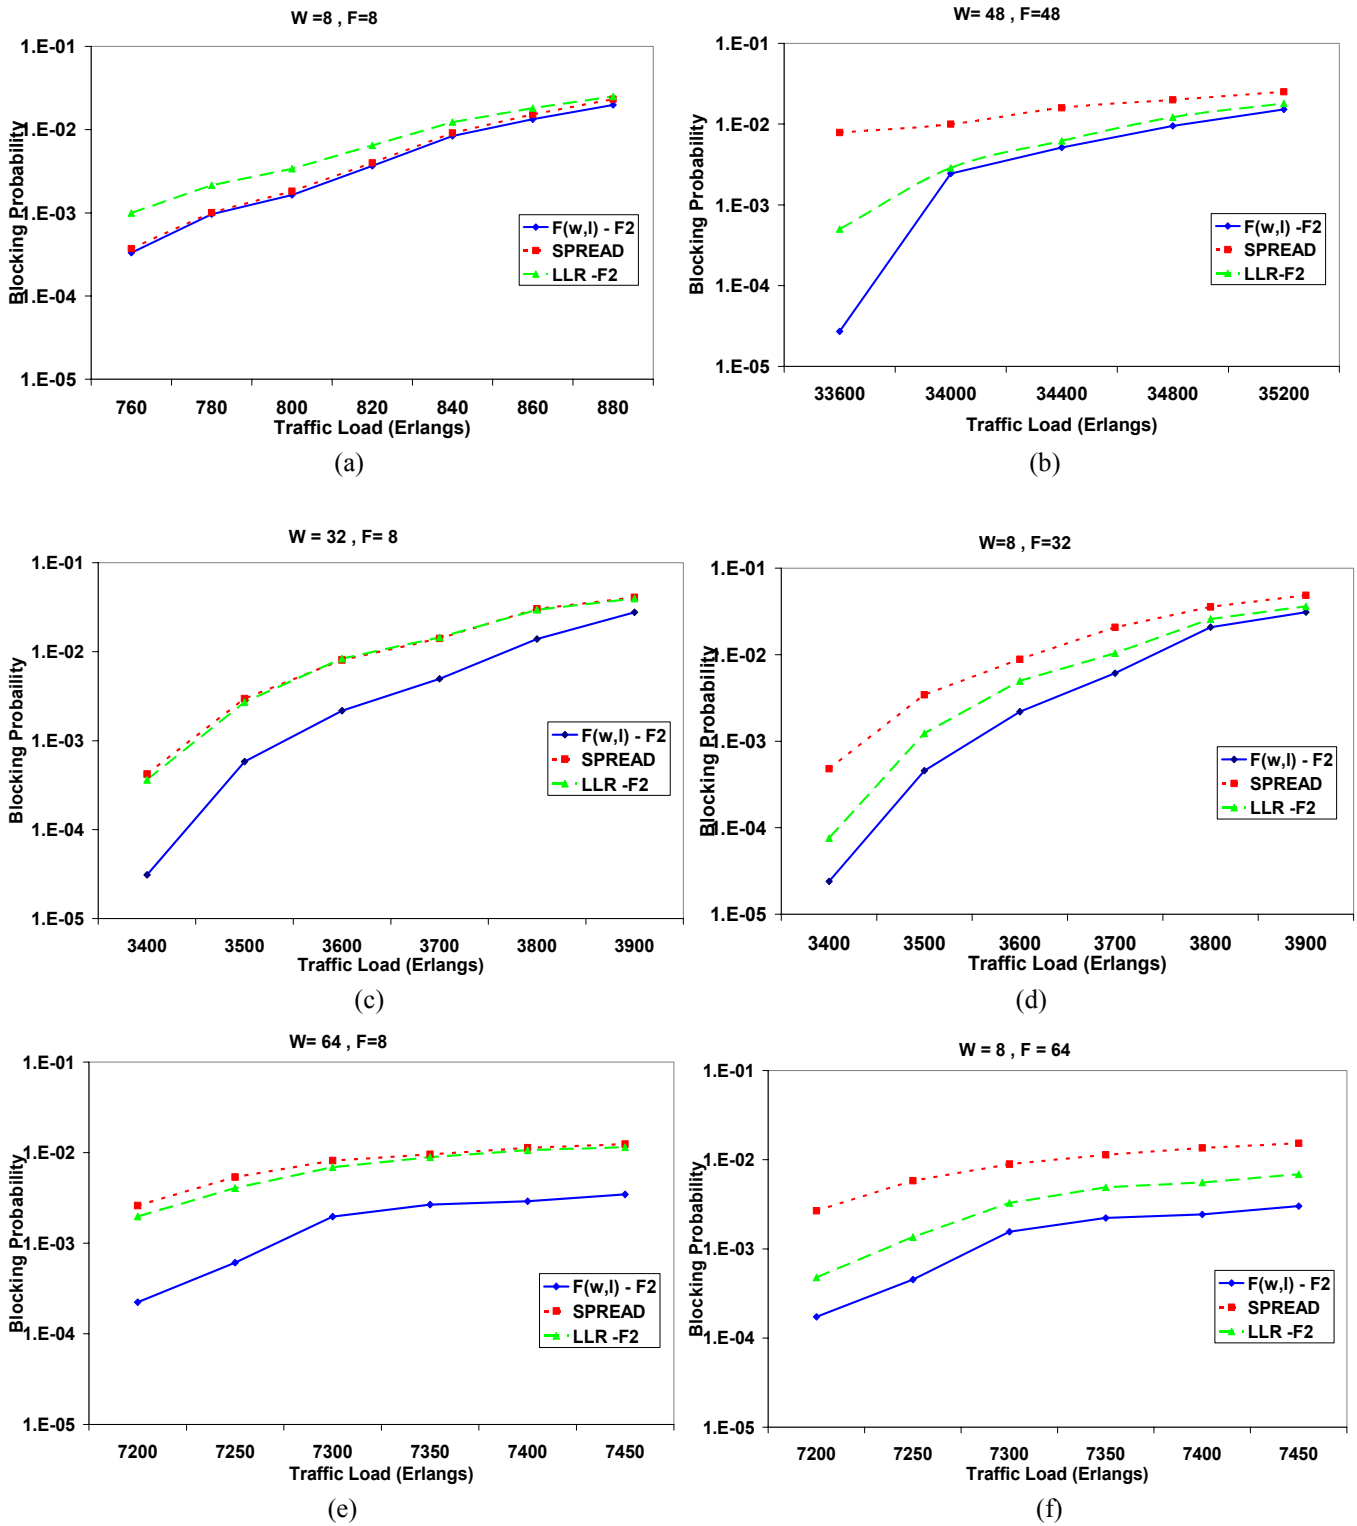 W =8 , F=8
1.E-01
1.E-02
1.E-03
1.E-04
1.E-05
Blocking Probability
F(w,l) - F2
SPREAD
LLR -F2
760 780 800 820 840 860 880
Traffic Load (Erlangs)
(a)
W= 48 , F=48
1.E-01
1.E-02
1.E-03
1.E-04
1.E-05
Blocking Probability
F(w,l) -F2
SPREAD
LLR-F2
33600 34000 34400 34800 35200
Traffic Load (Erlangs)
(b)
W = 32 , F= 8
1.E-01
1.E-02
1.E-03
1.E-04
1.E-05
Blocking Probaility
F(w,l) - F2
SPREAD
LLR -F2
3400 3500 3600 3700 3800 3900
Traffic Load (Erlangs)
(c)
W=8 , F=32
1.E-01
1.E-02
1.E-03
1.E-04
1.E-05
Blocking Probability
F(w,l) - F2
SPREAD
LLR -F2
3400 3500 3600 3700 3800 3900
Traffic Load (Erlangs)
(d)
W= 64 , F=8
1.E-01
1.E-02
1.E-03
1.E-04
1.E-05
Blocking Probability
F(w,l) - F2
SPREAD
LLR -F2
7200 7250 7300 7350 7400 7450
Traffic Load (Erlangs)
(e)
W = 8 , F = 64
1.E-01
1.E-02
1.E-03
1.E-04
1.E-05
Blocking Probability
F(w,l) - F2
SPREAD
LLR -F2
7200 7250 7300 7350 7400 7450
Traffic Load (Erlangs)
(f)